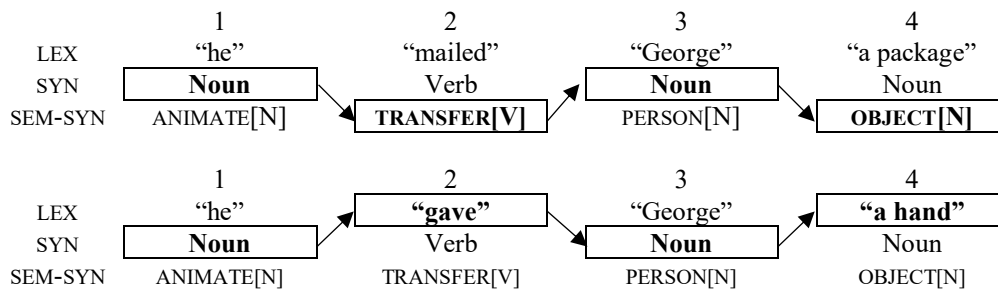 1 2 3 4
LEX “he” “mailed” “George” “a package”
SYN Noun Verb Noun Noun
SEM-SYN ANIMATE[N] TRANSFER[V] PERSON[N] OBJECT[N]
1 2 3 4
LEX “he” “gave” “George” “a hand”
SYN Noun Verb Noun Noun
SEM-SYN ANIMATE[N] TRANSFER[V] PERSON[N] OBJECT[N]